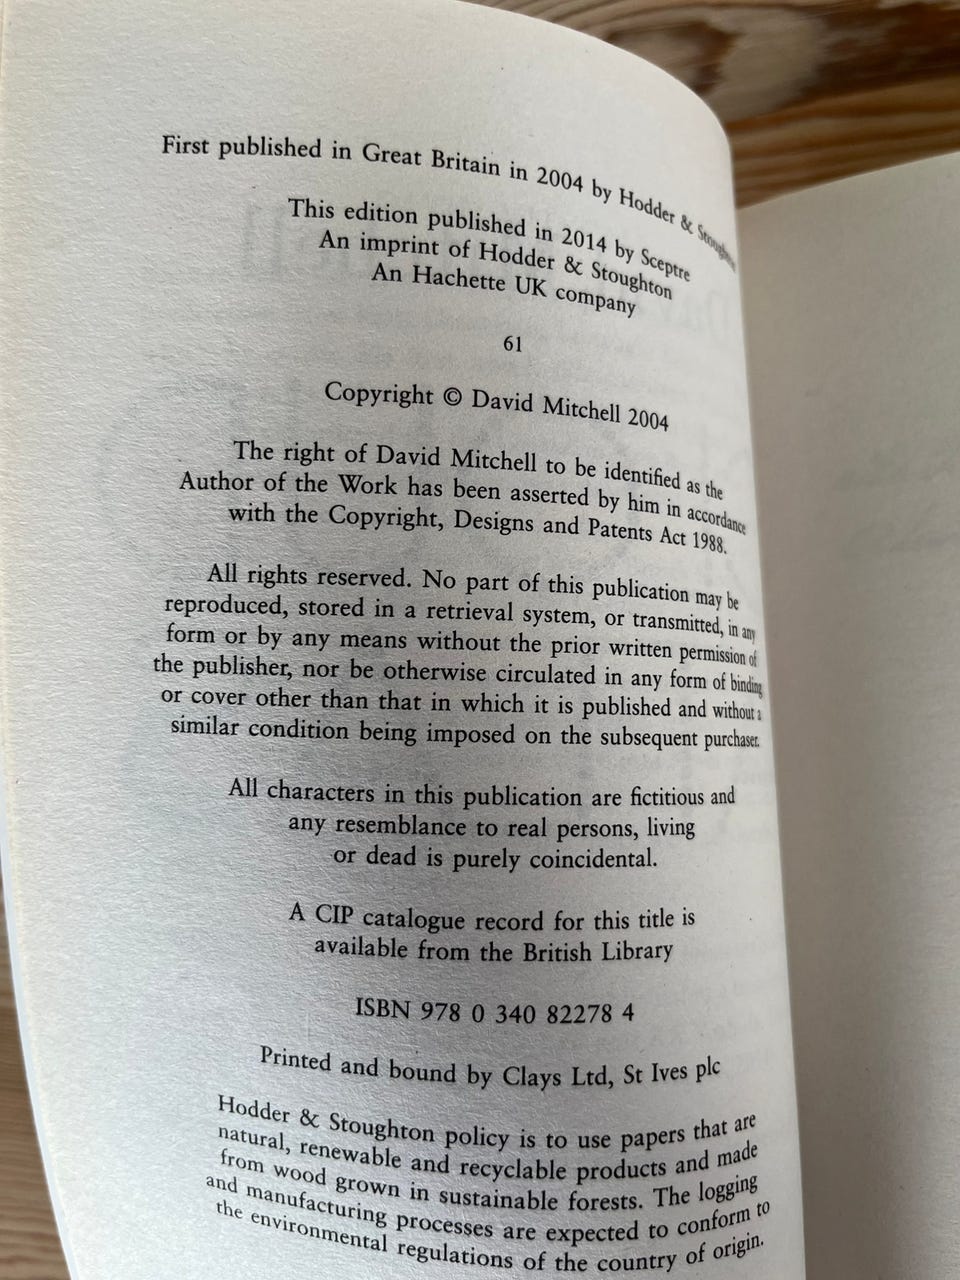 First published in Great Britain in 2004 by Hodder & Stoughton
This edition published in 2014 by Sceptre
An imprint of Hodder & Stoughton
An Hachette UK company
61
Copyright © David Mitchell 2004
The right of David Mitchell to be identified as the
Author of the Work has been asserted by him in accordance
with the Copyright, Designs and Patents Act 1988.
All rights reserved. No part of this publication may be
reproduced, stored in a retrieval system, or transmitted, in any
form or by any means without the prior written permission of
the publisher, nor be otherwise circulated in any form of binding
or cover other than that in which it is published and without a
similar condition being imposed on the subsequent purchaser.
All characters in this publication are fictitious and
any resemblance to real persons, living
or dead is purely coincidental.
A CIP catalogue record for this title is
available from the British Library
ISBN 978 0 340 82278 4
Printed and bound by Clays Ltd, St Ives plc
Hodder & Stoughton policy is to use papers that are
natural, renewable and recyclable products and made
from wood grown in sustainable forests. The logging
and manufacturing processes are expected to conform to
the environmental regulations of the country of origin.